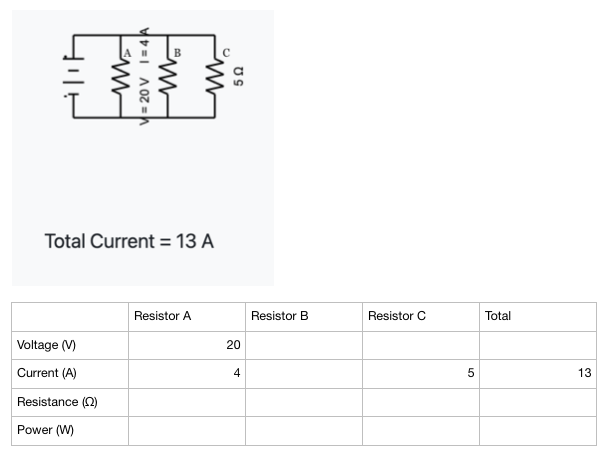 A
V = 20 V I = 4 A
B
C
5 Ω
Total Current = 13 A
Resistor A Resistor B Resistor C Total
Voltage (V) 20
Current (A) 4 5 13
Resistance (Ω)
Power (W)